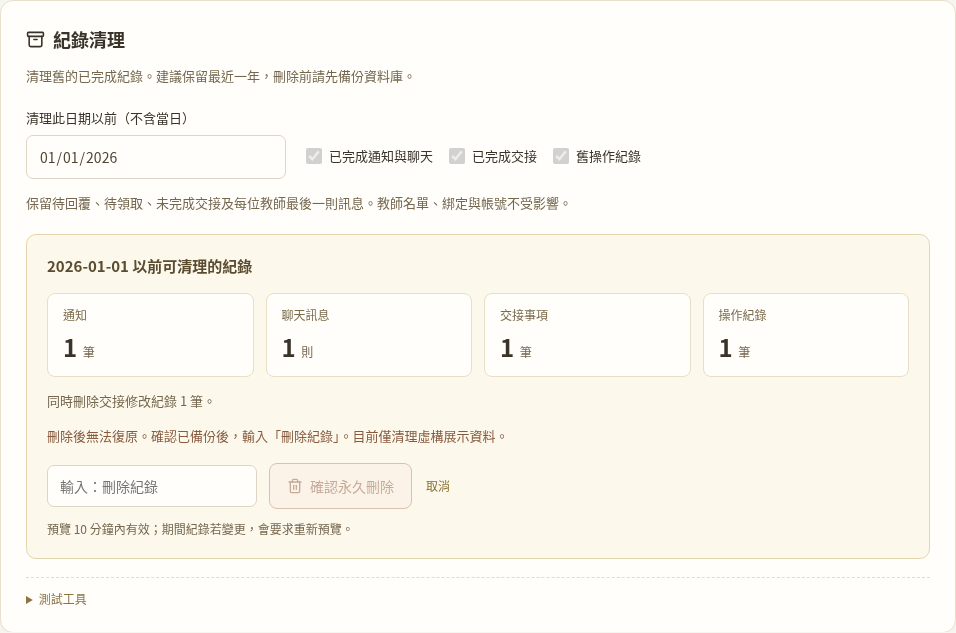 紀錄清理
清理舊的已完成紀錄。建議保留最近一年，刪除前請先備份資料庫。
清理此日期以前（不含當日）
01/01/2026
已完成通知與聊天
已完成交接
舊操作紀錄
保留待回覆、待領取、未完成交接及每位教師最後一則訊息。教師名單、綁定與帳號不受影響。
2026-01-01 以前可清理的紀錄
通知
1 筆
聊天訊息
1 則
交接事項
1 筆
操作紀錄
1 筆
同時刪除交接修改紀錄 1 筆。
刪除後無法復原。確認已備份後，輸入「刪除紀錄」。目前僅清理虛構展示資料。
輸入：刪除紀錄
確認永久刪除
取消
預覽 10 分鐘內有效；期間紀錄若變更，會要求重新預覽。
測試工具